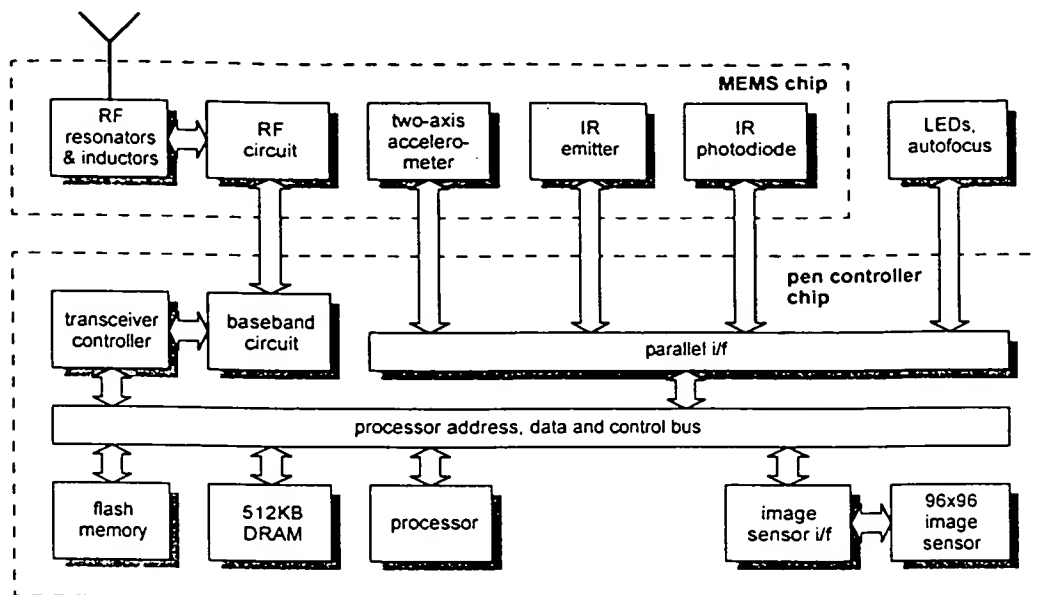 MEMS chip
RF
resonators
& inductors
RF
circuit
two-axis
accelero-
meter
IR
emitter
IR
photodiode
LEDs,
autofocus
pen controller
chip
transceiver
controller
baseband
circuit
parallel i/f
processor address, data and control bus
flash
memory
512KB
DRAM
processor
image
sensor i/f
96x96
image
sensor